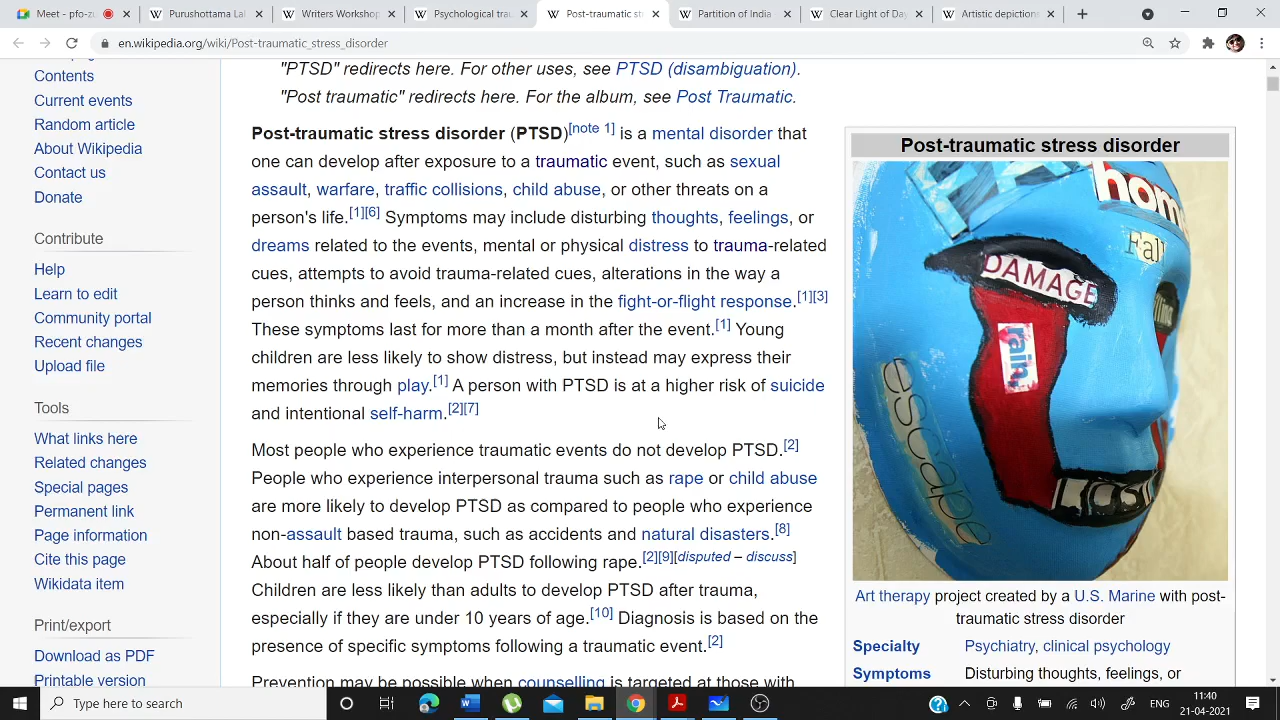 Meet – pfo-zu
Purushottama Lal
Writers Workshop
Psychological trau
Post-traumatic str
Partition of India
Clear Light of Day
Artistic depictions
en.wikipedia.org/wiki/Post-traumatic_stress_disorder
Contents
Current events
Random article
About Wikipedia
Contact us
Donate
Contribute
Help
Learn to edit
Community portal
Recent changes
Upload file
Tools
What links here
Related changes
Special pages
Permanent link
Page information
Cite this page
Wikidata item
Print/export
Download as PDF
Printable version
"PTSD" redirects here. For other uses, see PTSD (disambiguation).
"Post traumatic" redirects here. For the album, see Post Traumatic.
Post-traumatic stress disorder (PTSD)[note 1] is a mental disorder that
one can develop after exposure to a traumatic event, such as sexual
assault, warfare, traffic collisions, child abuse, or other threats on a
person's life.[1][6] Symptoms may include disturbing thoughts, feelings, or
dreams related to the events, mental or physical distress to trauma-related
cues, attempts to avoid trauma-related cues, alterations in the way a
person thinks and feels, and an increase in the fight-or-flight response.[1][3]
These symptoms last for more than a month after the event.[1] Young
children are less likely to show distress, but instead may express their
memories through play.[1] A person with PTSD is at a higher risk of suicide
and intentional self-harm.[2][7]
Most people who experience traumatic events do not develop PTSD.[2]
People who experience interpersonal trauma such as rape or child abuse
are more likely to develop PTSD as compared to people who experience
non-assault based trauma, such as accidents and natural disasters.[8]
About half of people develop PTSD following rape.[2][9][disputed – discuss]
Children are less likely than adults to develop PTSD after trauma,
especially if they are under 10 years of age.[10] Diagnosis is based on the
presence of specific symptoms following a traumatic event.[2]
Prevention may be possible when counselling is targeted at those with
Post-traumatic stress disorder
Fall
DAMAGE
rain,
escape
Art therapy project created by a U.S. Marine with post-
traumatic stress disorder
Specialty Psychiatry, clinical psychology
Symptoms Disturbing thoughts, feelings, or
Type here to search
ENG
11:40
21-04-2021